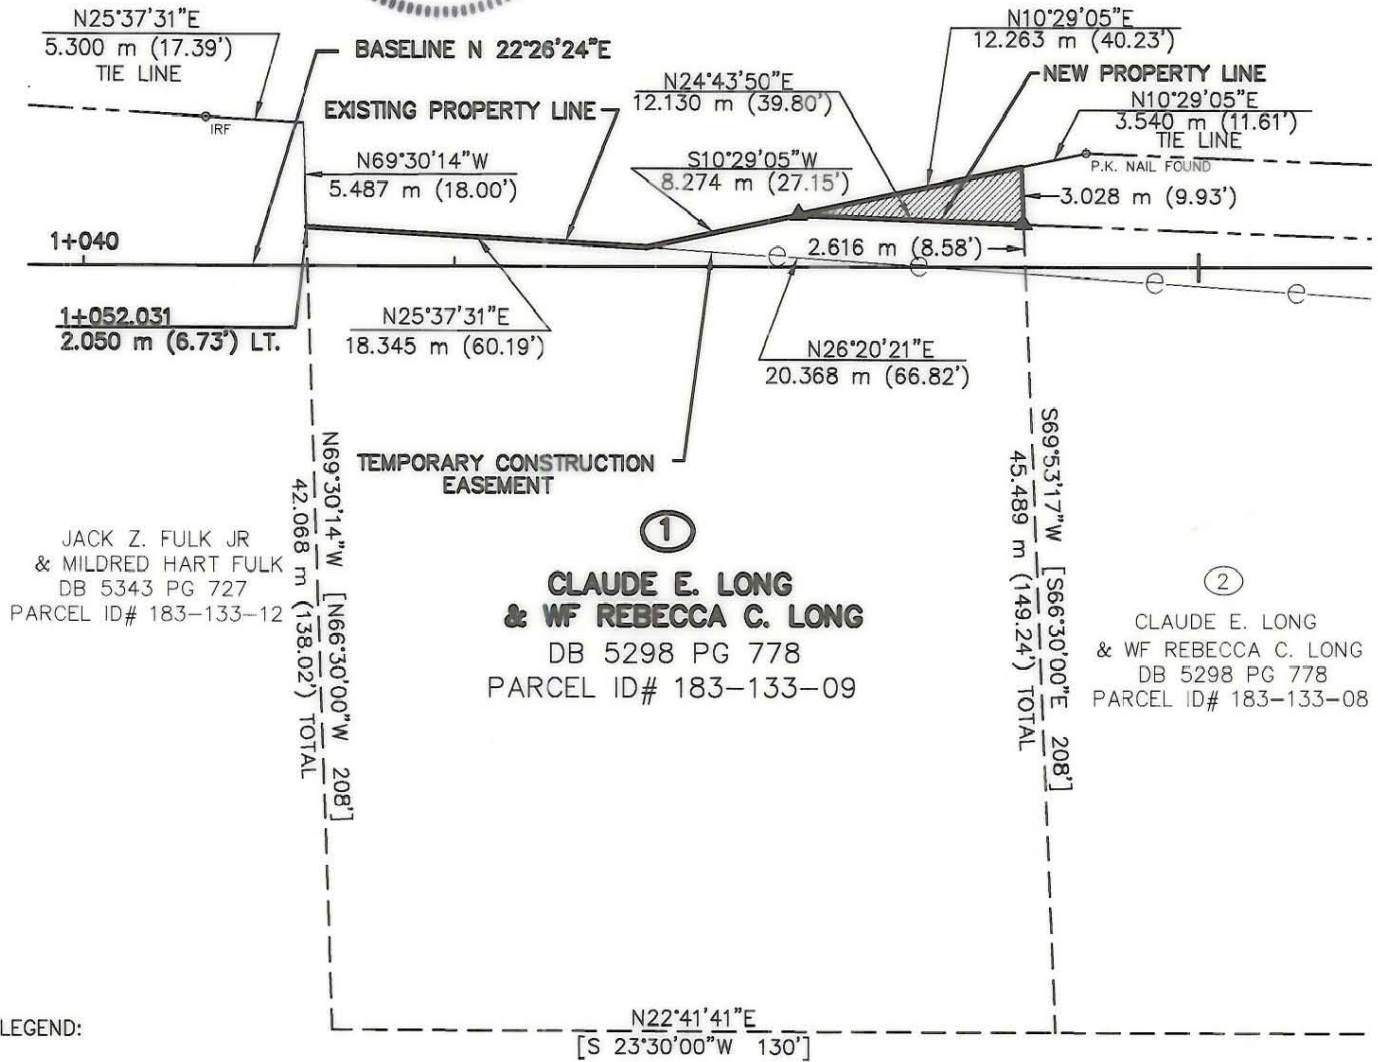 N25°37'31"E
5.300 m (17.39')
TIE LINE
BASELINE N 22°26'24"E
N10°29'05"E
12.263 m (40.23')
N24°43'50"E
12.130 m (39.80')
NEW PROPERTY LINE
EXISTING PROPERTY LINE
N10°29'05"E
3.540 m (11.61')
TIE LINE
IRF
N69°30'14"W
5.487 m (18.00')
S10°29'05"W
8.274 m (27.15')
P.K. NAIL FOUND
3.028 m (9.93')
1+040
2.616 m (8.58')
e
e
e
e
1+052.031
2.050 m (6.73') LT.
N25°37'31"E
18.345 m (60.19')
N26°20'21"E
20.368 m (66.82')
TEMPORARY CONSTRUCTION
EASEMENT
N69°30'14"W [N66°30'00"W 208']
42.068 m (138.02') TOTAL
S69°53'17"W [S66°30'00"E 208']
45.489 m (149.24') TOTAL
JACK Z. FULK JR
& MILDRED HART FULK
DB 5343 PG 727
PARCEL ID# 183-133-12
1
CLAUDE E. LONG
& WF REBECCA C. LONG
DB 5298 PG 778
PARCEL ID# 183-133-09
2
CLAUDE E. LONG
& WF REBECCA C. LONG
DB 5298 PG 778
PARCEL ID# 183-133-08
LEGEND:
N22°41'41"E
[S 23°30'00"W 130']